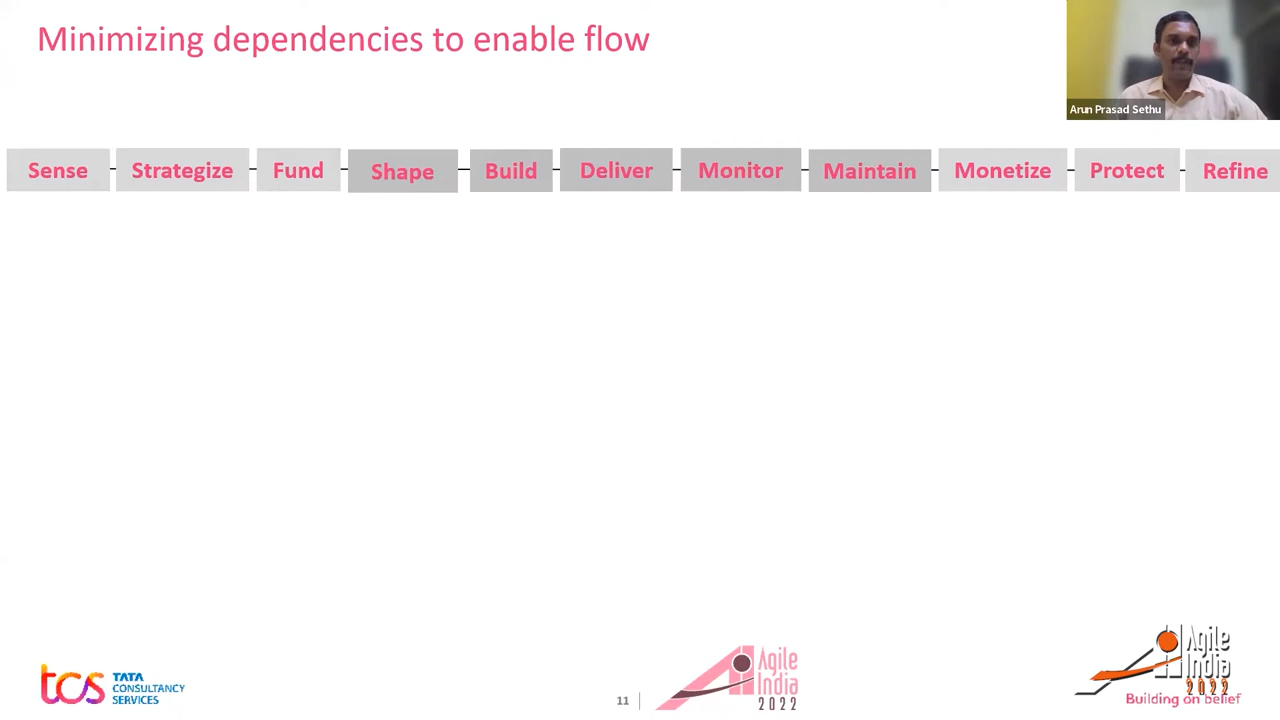 Minimizing dependencies to enable flow
Arun Prasad Sethu
Sense Strategize Fund Shape Build Deliver Monitor Maintain Monetize Protect Refine
tcs TATA
CONSULTANCY
SERVICES
11
Agile
India
2022
Agile
India
2022
Building on belief